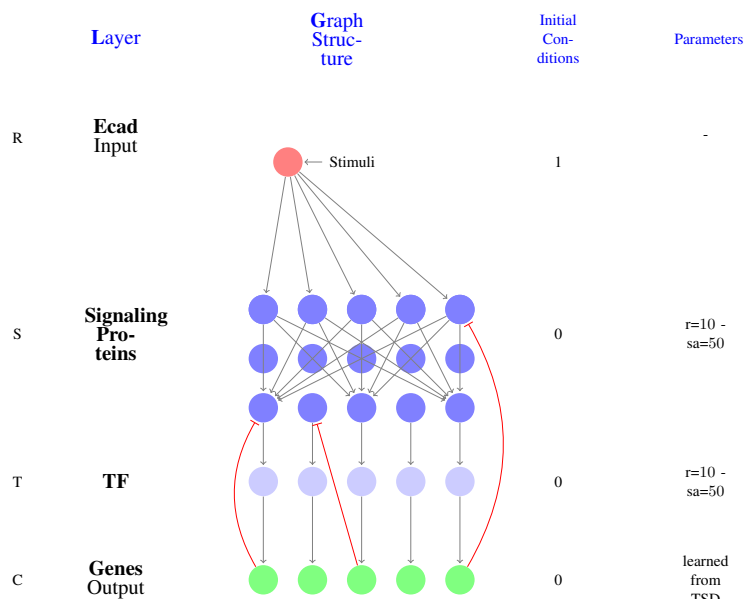 Layer
Graph
Struc-
ture
Initial
Con-
ditions
Parameters
R
Ecad
Input
Stimuli
1
-
S
Signaling
Pro-
teins
0
r=10 -
sa=50
T
TF
0
r=10 -
sa=50
C
Genes
Output
0
learned
from
TSD